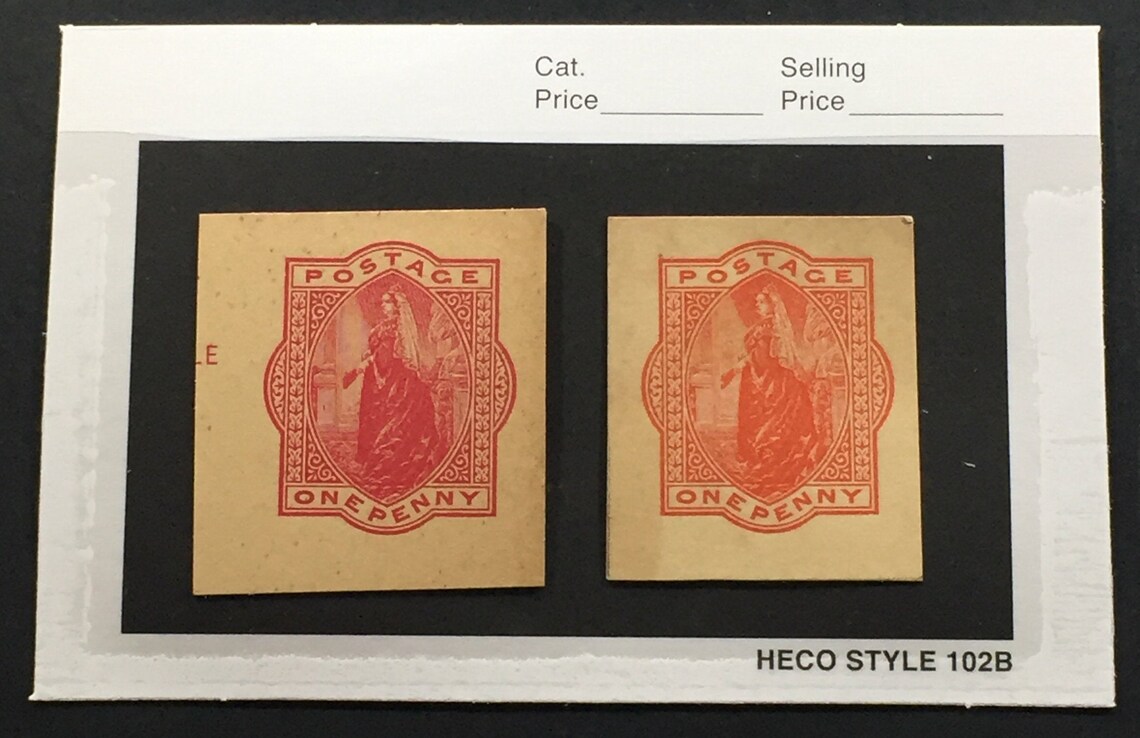 Cat.
Price
Selling
Price
LE
POSTAGE
ONE PENNY
POSTAGE
ONE PENNY
HECO STYLE 102B